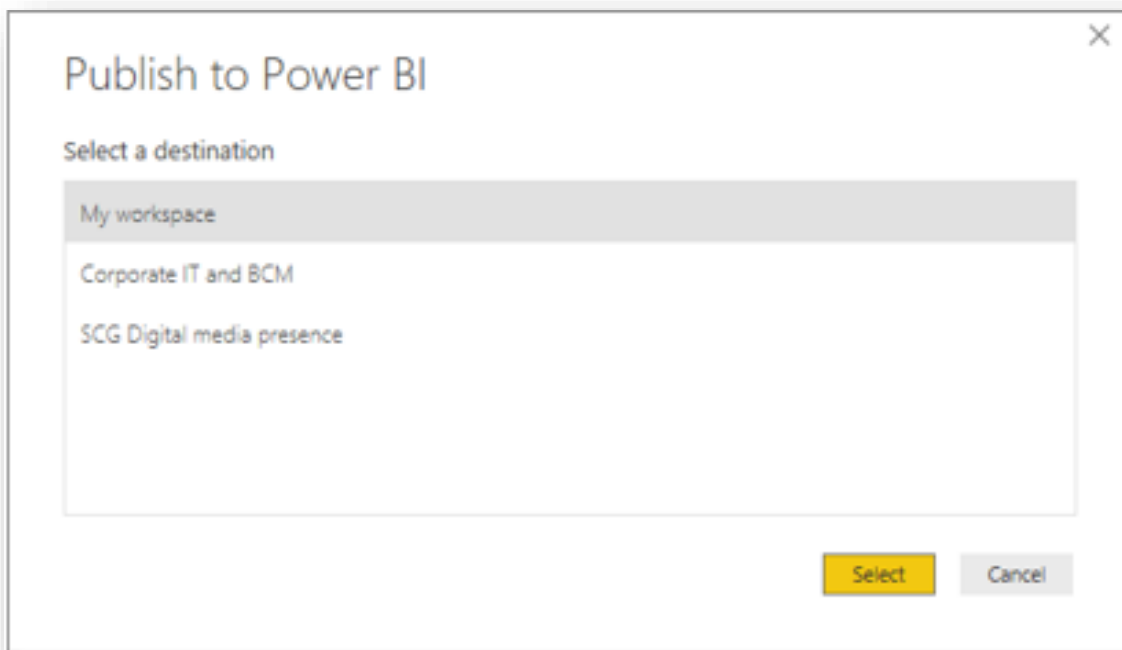 Publish to Power BI
Select a destination
My workspace
Corporate IT and BCM
SCG Digital media presence
Select Cancel